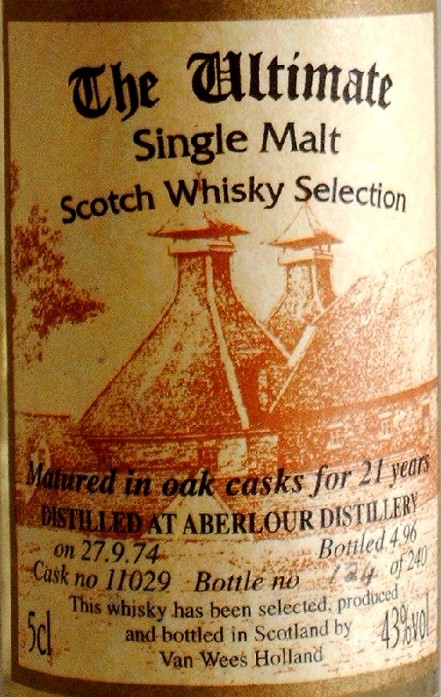 The Ultimate
Single Malt
Scotch Whisky Selection
Matured in oak casks for 21 years
DISTILLED AT ABERLOUR DISTILLERY
on 27.9.74 Bottled 4.96
Cask no 11029 Bottle no 124 of 240
This whisky has been selected, produced
5cl and bottled in Scotland by 43%vol
Van Wees Holland